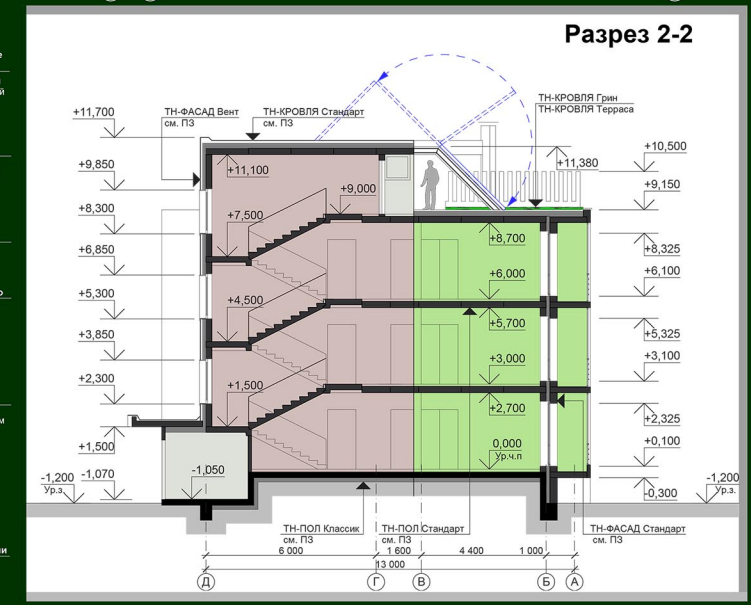 Разрез 2-2
ТН-КРОВЛЯ Грин
ТН-КРОВЛЯ Терраса
ТН-ФАСАД Вент
см. ПЗ
ТН-КРОВЛЯ Стандарт
см. ПЗ
+11,700
+9,850
+8,300
+6,850
+5,300
+3,850
+2,300
+1,500
-1,070
-1,200
Ур.з.
+11,100
+9,000
+7,500
+4,500
+1,500
-1,050
+11,380
+8,700
+6,000
+5,700
+3,000
+2,700
0,000
Ур.ч.п
+10,500
+9,150
+8,325
+6,100
+5,325
+3,100
+2,325
+0,100
-0,300
-1,200
Ур.з.
ТН-ПОЛ Классик
см. ПЗ
ТН-ПОЛ Стандарт
см. ПЗ
ТН-ФАСАД Стандарт
см. ПЗ
6 000
1 600
4 400
1 000
13 000
Д
Г
В
Б
А